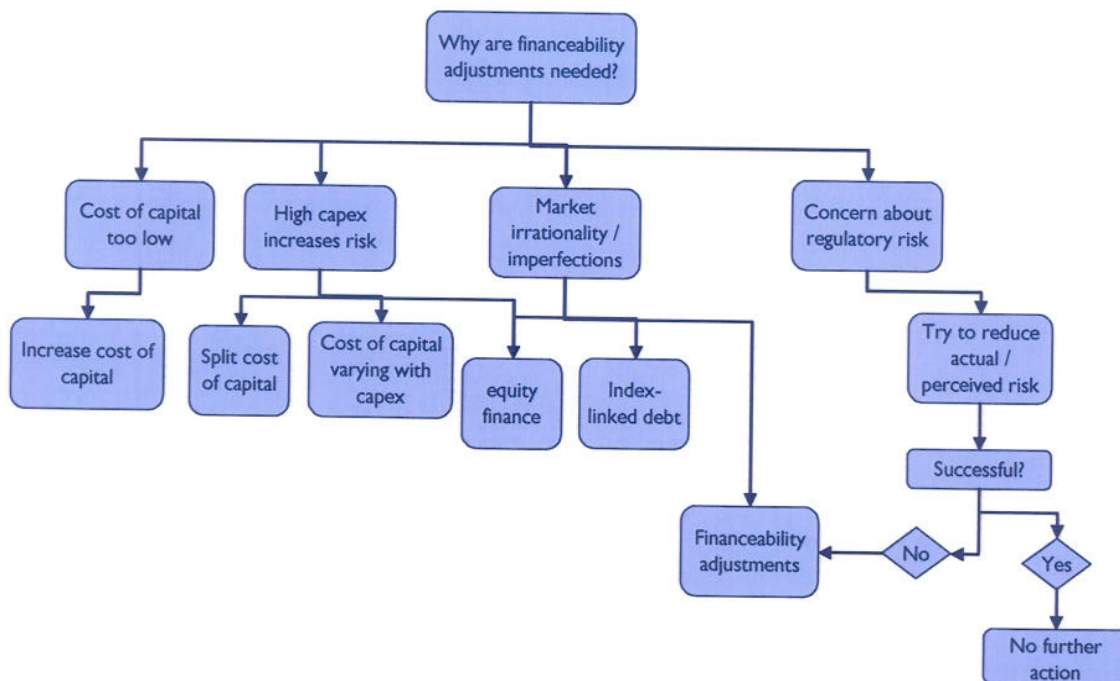 Why are financeability
adjustments needed?
Cost of capital
too low
High capex
increases risk
Market
irrationality /
imperfections
Concern about
regulatory risk
Increase cost of
capital
Split cost
of capital
Cost of capital
varying with
capex
equity
finance
Index-
linked debt
Try to reduce
actual /
perceived risk
Successful?
Financeability
adjustments
No
Yes
No further
action